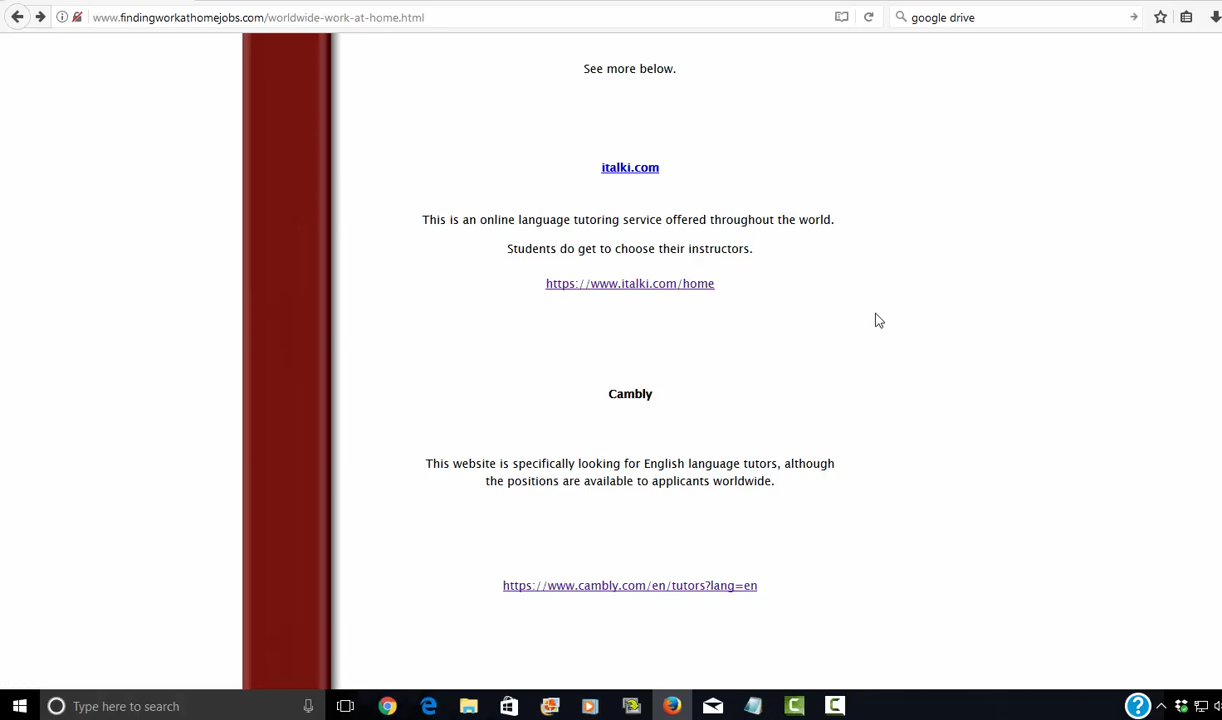 www.findingworkathomejobs.com/worldwide-work-at-home.html
google drive
See more below.
italki.com
This is an online language tutoring service offered throughout the world.
Students do get to choose their instructors.
https://www.italki.com/home
Cambly
This website is specifically looking for English language tutors, although
the positions are available to applicants worldwide.
https://www.cambly.com/en/tutors?lang=en
Type here to search